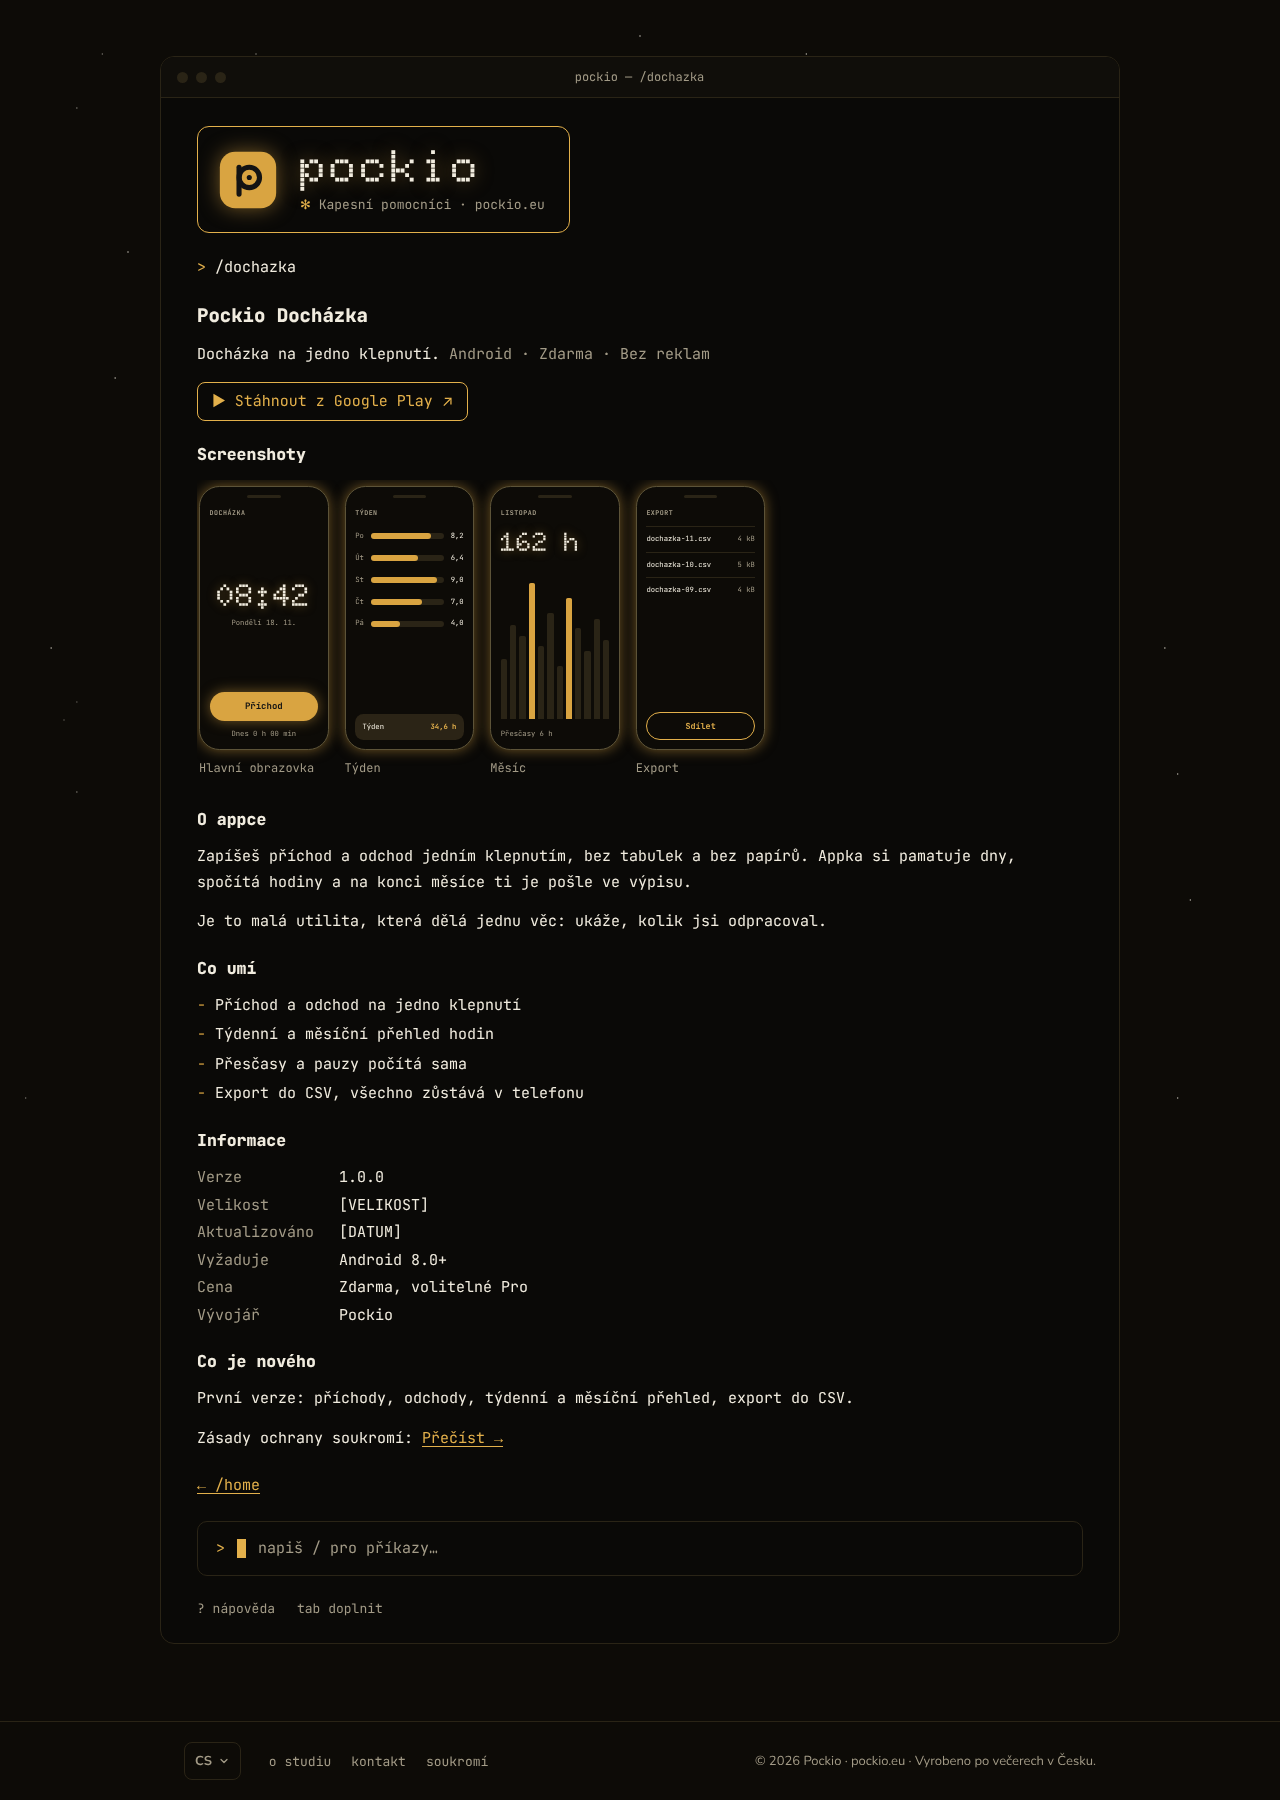 pockio — /dochazka
pockio
✻ Kapesní pomocníci · pockio.eu
> /dochazka
Pockio Docházka
Docházka na jedno klepnutí. Android · Zdarma · Bez reklam
▶ Stáhnout z Google Play ↗
Screenshoty
DOCHÁZKA
08:42
Pondělí 18. 11.
Příchod
Dnes 0 h 00 min
Hlavní obrazovka
TÝDEN
Po 8,2
Út 6,4
St 9,0
Čt 7,0
Pá 4,0
Týden 34,6 h
Týden
LISTOPAD
162 h
Přesčasy 6 h
Měsíc
EXPORT
dochazka-11.csv 4 kB
dochazka-10.csv 5 kB
dochazka-09.csv 4 kB
Sdílet
Export
O appce
Zapíšeš příchod a odchod jedním klepnutím, bez tabulek a bez papírů. Appka si pamatuje dny,
spočítá hodiny a na konci měsíce ti je pošle ve výpisu.
Je to malá utilita, která dělá jednu věc: ukáže, kolik jsi odpracoval.
Co umí
- Příchod a odchod na jedno klepnutí
- Týdenní a měsíční přehled hodin
- Přesčasy a pauzy počítá sama
- Export do CSV, všechno zůstává v telefonu
Informace
Verze 1.0.0
Velikost [VELIKOST]
Aktualizováno [DATUM]
Vyžaduje Android 8.0+
Cena Zdarma, volitelné Pro
Vývojář Pockio
Co je nového
První verze: příchody, odchody, týdenní a měsíční přehled, export do CSV.
Zásady ochrany soukromí: Přečíst →
← /home
> napiš / pro příkazy…
? nápověda tab doplnit
CS o studiu kontakt soukromí © 2026 Pockio · pockio.eu · Vyrobeno po večerech v Česku.